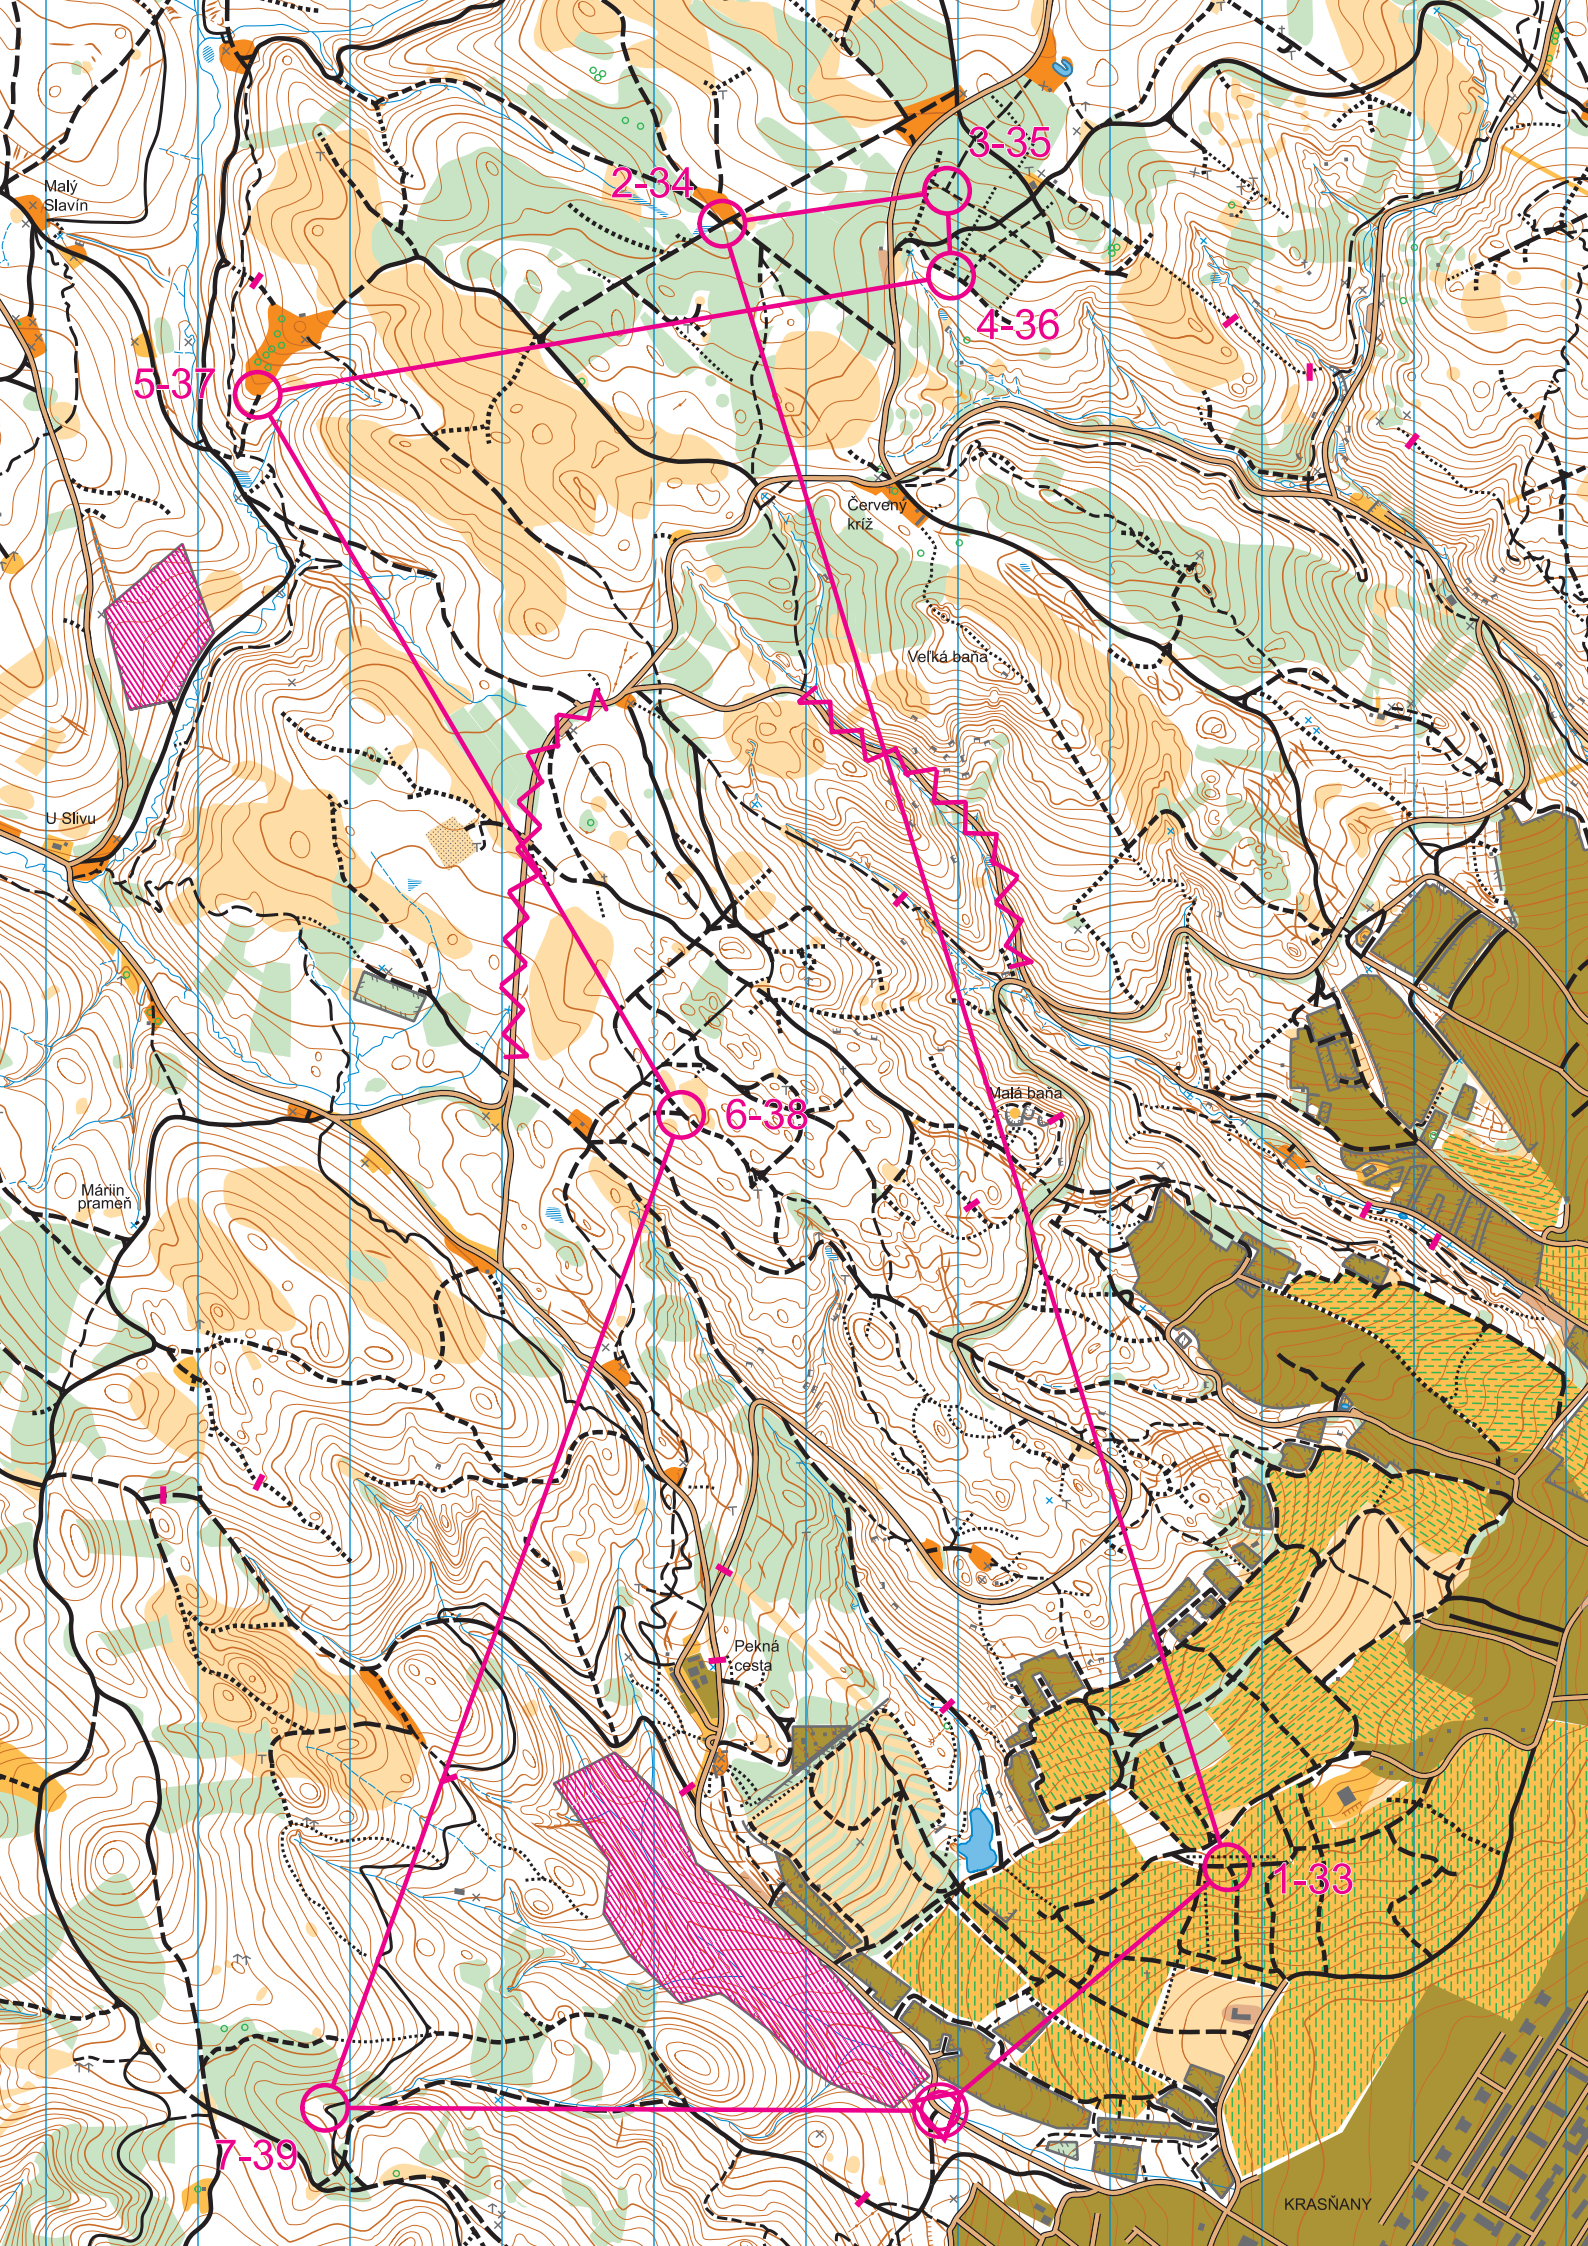 3-35
2-34
Malý
Slavín
4-36
5-37
Červený
kríž
Veľká baňa
U Slivu
Malá baňa
6-38
Máriin
prameň
Pekná
cesta
1-33
7-39
KRASŇANY